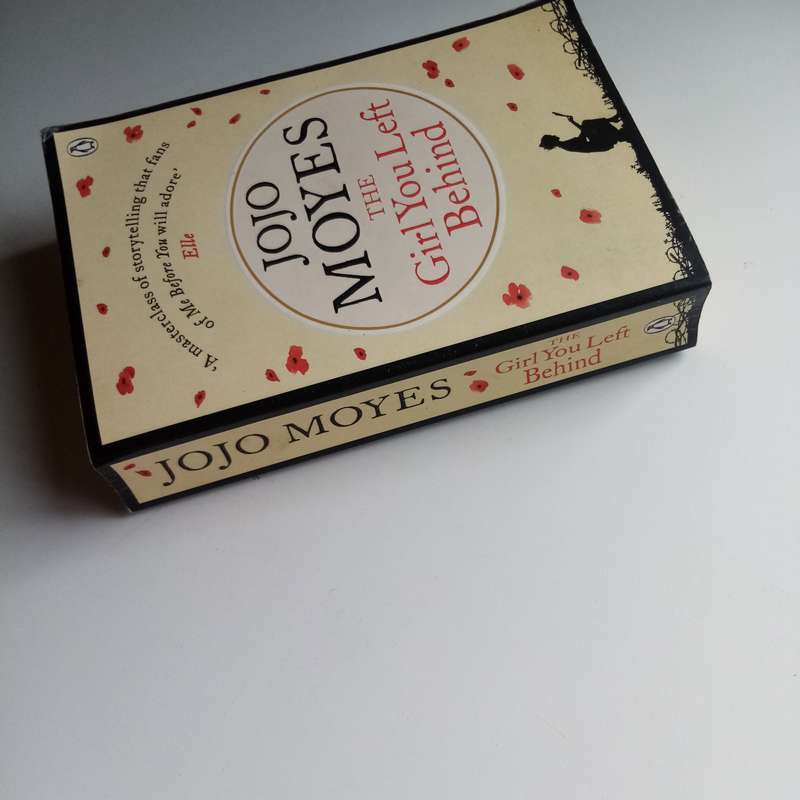 'A masterclass of storytelling that fans
of Me Before You will adore.'
Elle
JOJO
MOYES
THE
Girl You Left
Behind
JOJO MOYES
THE
Girl You Left
Behind